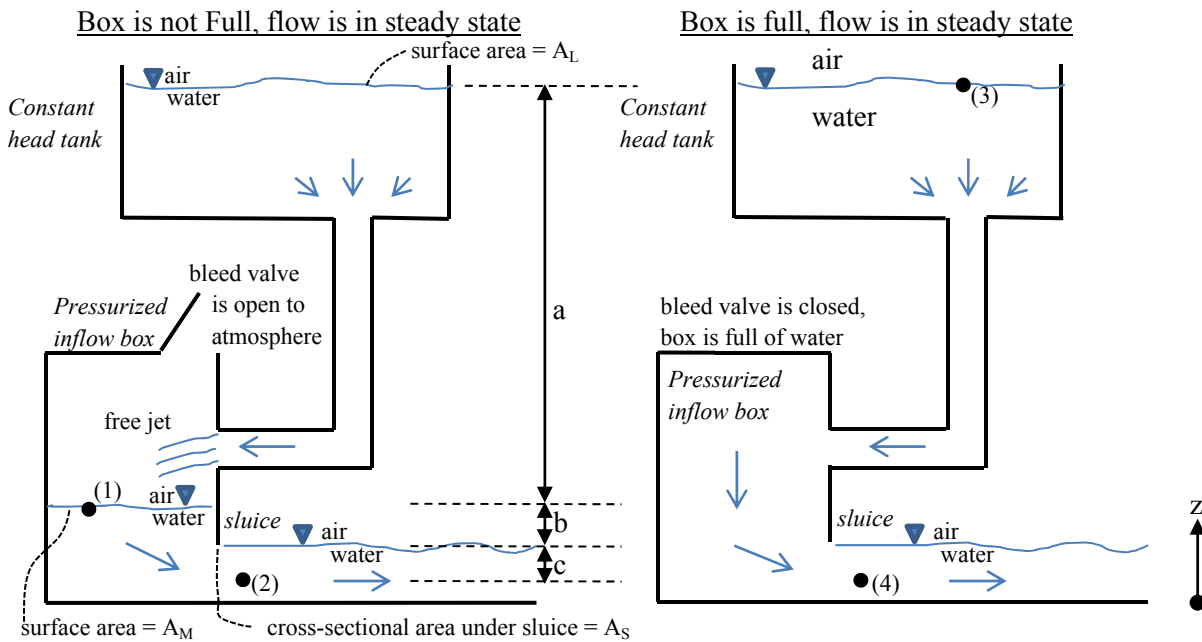 Box is not Full, flow is in steady state
surface area = A_L
air
water
Constant
head tank
bleed valve
is open to
atmosphere
Pressurized
inflow box
a
free jet
(1)
air
water
sluice
air
water
b
c
(2)
surface area = A_M
cross-sectional area under sluice = A_S
Box is full, flow is in steady state
air
(3)
water
Constant
head tank
bleed valve is closed,
box is full of water
Pressurized
inflow box
sluice
air
water
(4)
z